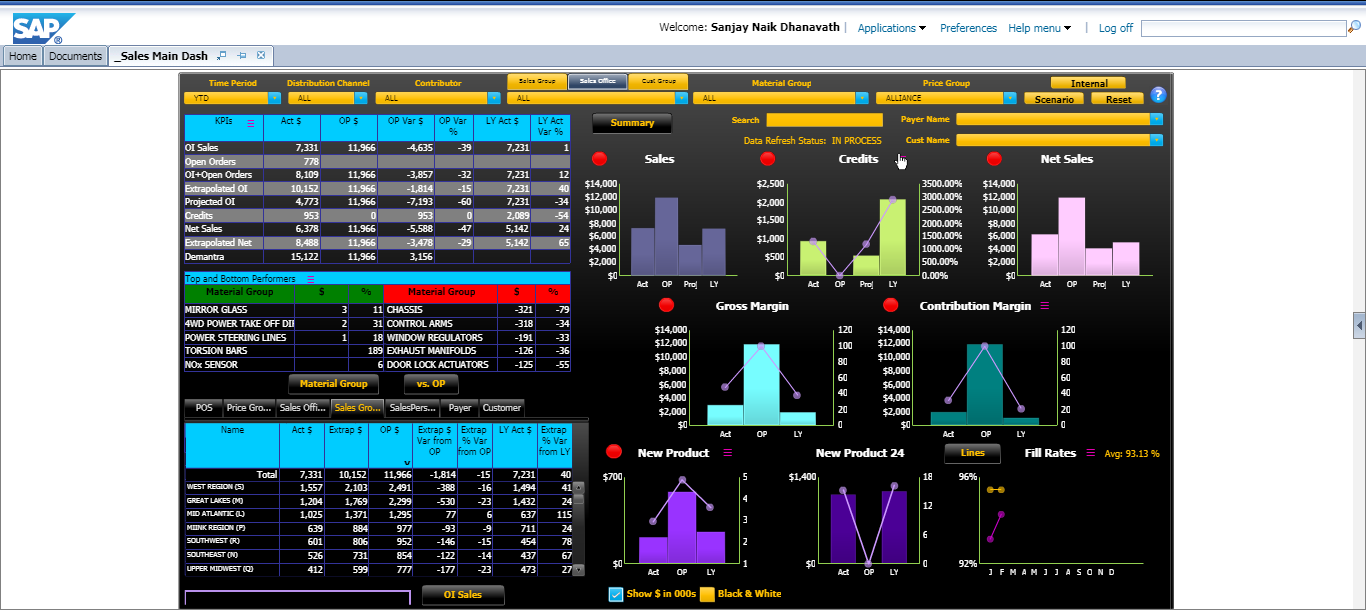 SAP®
Welcome: Sanjay Naik Dhanavath | Applications Preferences Help menu | Log off
Home Documents _Sales Main Dash
Time Period Distribution Channel Contributor Sales Group Sales Office Cust Group Material Group Price Group Internal
YTD ALL ALL ALL ALL ALLIANCE Scenario Reset ?
KPIs Act $ OP $ OP Var $ OP Var % LY Act $ LY Act Var %
OI Sales 7,331 11,966 -4,635 -39 7,231 1
Open Orders 778
OI+Open Orders 8,109 11,966 -3,857 -32 7,231 12
Extrapolated OI 10,152 11,966 -1,814 -15 7,231 40
Projected OI 4,773 11,966 -7,193 -60 7,231 -34
Credits 953 0 953 0 2,089 -54
Net Sales 6,378 11,966 -5,588 -47 5,142 24
Extrapolated Net 8,488 11,966 -3,478 -29 5,142 65
Demantra 15,122 11,966 3,156
Top and Bottom Performers
Material Group $ % Material Group $ %
MIRROR GLASS 3 11 CHASSIS -321 -79
4WD POWER TAKE OFF DI 2 31 CONTROL ARMS -318 -34
POWER STEERING LINES 1 18 WINDOW REGULATORS -191 -33
TORSION BARS 189 EXHAUST MANIFOLDS -126 -36
NOx SENSOR 6 DOOR LOCK ACTUATORS -125 -55
Material Group vs. OP
POS Price Gro... Sales Offi... Sales Gro... SalesPers... Payer Customer
Name Act $ Extrap $ OP $ Extrap $ Var from OP Extrap % Var from OP LY Act $ Extrap % Var from LY
Total 7,331 10,152 11,966 -1,814 -15 7,231 40
WEST REGION (S) 1,557 2,103 2,491 -388 -16 1,494 41
GREAT LAKES (M) 1,204 1,769 2,299 -530 -23 1,432 24
MID ATLANTIC (L) 1,025 1,371 1,295 77 6 637 115
MIINK REGION (P) 639 884 977 -93 -9 711 24
SOUTHWEST (R) 601 806 952 -146 -15 454 78
SOUTHEAST (N) 526 731 854 -122 -14 437 67
UPPER MIDWEST (Q) 412 599 777 -177 -23 473 27
OI Sales
Summary Search Payer Name
Data Refresh Status: IN PROCESS Cust Name
Sales
$14,000
$12,000
$10,000
$8,000
$6,000
$4,000
$2,000
$0
Act OP Proj LY
Credits
$2,500 3500.00%
$2,000 3000.00%
$1,500 2500.00%
$1,000 2000.00%
$500 1500.00%
$0 1000.00%
500.00%
0.00%
Act OP Proj LY
Net Sales
$14,000
$12,000
$10,000
$8,000
$6,000
$4,000
$2,000
$0
Act OP Proj LY
Gross Margin
$14,000 120
$12,000 100
$10,000 80
$8,000 60
$6,000 40
$4,000 20
$2,000 0
$0
Act OP LY
Contribution Margin
$14,000 120
$12,000 100
$10,000 80
$8,000 60
$6,000 40
$4,000 20
$2,000 0
$0
Act OP LY
New Product
$700 5
4
3
2
$0 1
Act OP LY
New Product 24
$1,400 18
12
6
$0 0
Act OP LY
Lines Fill Rates Avg: 93.13 %
96%
92%
J F M A M J J A S O N D
Show $ in 000s Black & White